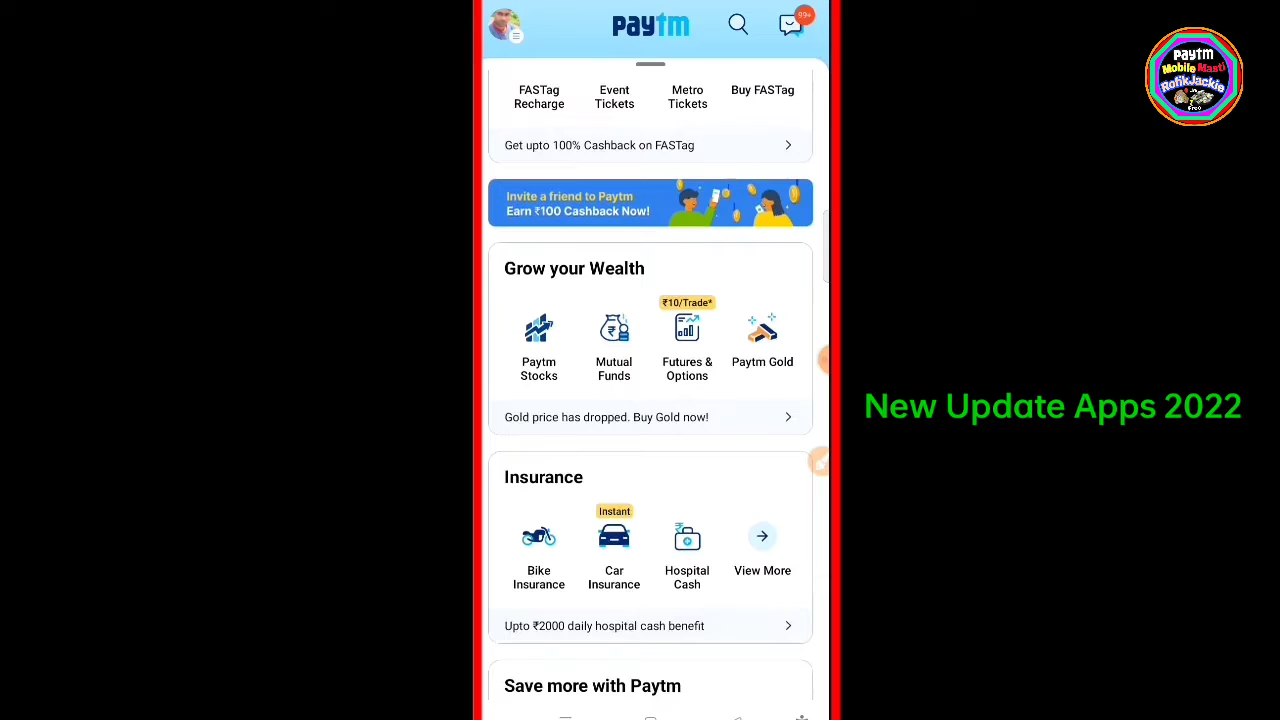 paytm
99+
FASTag
Recharge
Event
Tickets
Metro
Tickets
Buy FASTag
Get upto 100% Cashback on FASTag
Invite a friend to Paytm
Earn ₹100 Cashback Now!
Grow your Wealth
₹10/Trade*
Paytm
Stocks
Mutual
Funds
Futures &
Options
Paytm Gold
Gold price has dropped. Buy Gold now!
Insurance
Instant
Bike
Insurance
Car
Insurance
Hospital
Cash
View More
Upto ₹2000 daily hospital cash benefit
Save more with Paytm
Paytm
Mobile Masti
RofikJackie
Free
New Update Apps 2022